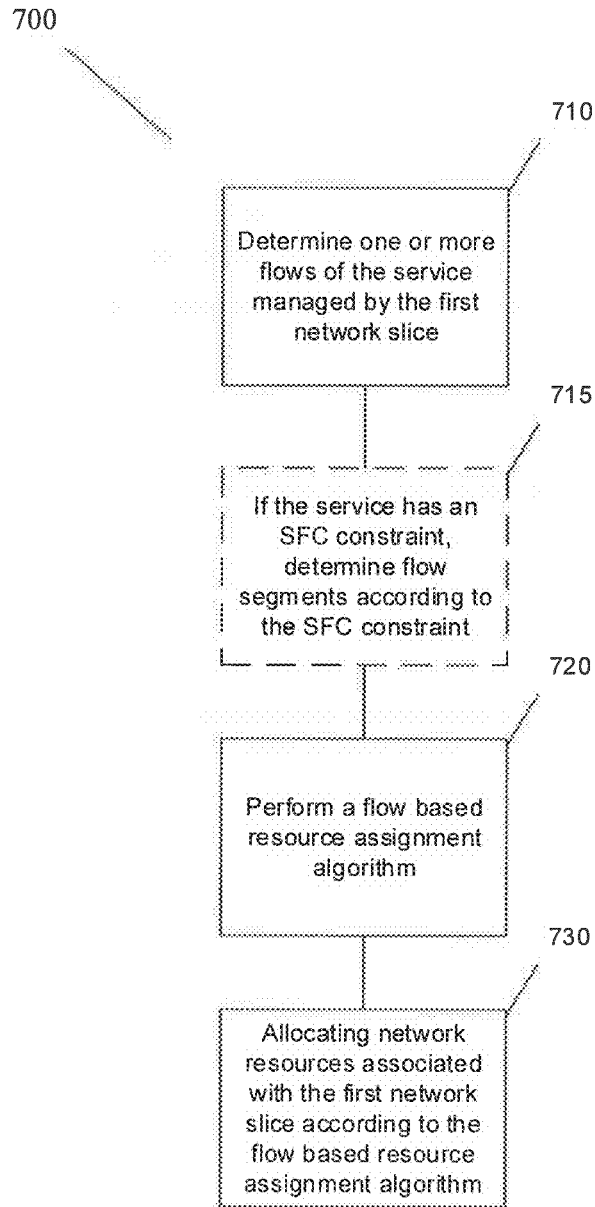 700
710
Determine one or more
flows of the service
managed by the first
network slice
715
If the service has an
SFC constraint,
determine flow
segments according to
the SFC constraint
720
Perform a flow based
resource assignment
algorithm
730
Allocating network
resources associated
with the first network
slice according to the
flow based resource
assignment algorithm